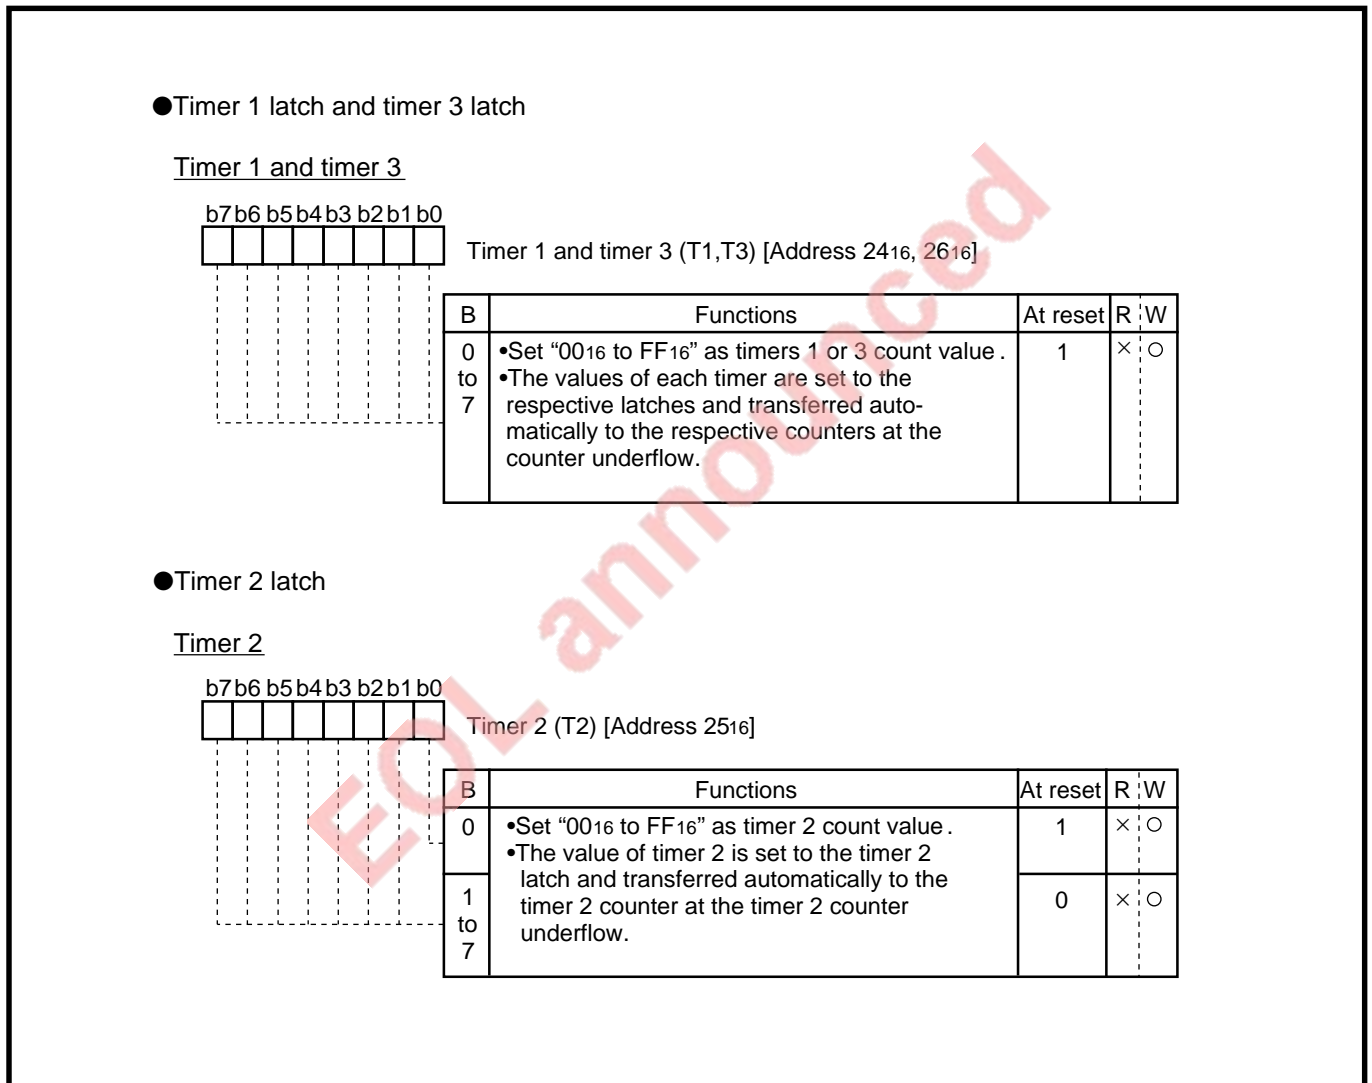 ●Timer 1 latch and timer 3 latch
Timer 1 and timer 3
b7 b6 b5 b4 b3 b2 b1 b0
Timer 1 and timer 3 (T1,T3) [Address 2416, 2616]
B Functions At reset R W
0 •Set “0016 to FF16” as timers 1 or 3 count value . 1 × ○
to •The values of each timer are set to the
7 respective latches and transferred auto-
matically to the respective counters at the
counter underflow.
●Timer 2 latch
Timer 2
b7 b6 b5 b4 b3 b2 b1 b0
Timer 2 (T2) [Address 2516]
B Functions At reset R W
0 •Set “0016 to FF16” as timer 2 count value . 1 × ○
•The value of timer 2 is set to the timer 2
1 latch and transferred automatically to the 0 × ○
to timer 2 counter at the timer 2 counter
7 underflow.
EOL announced